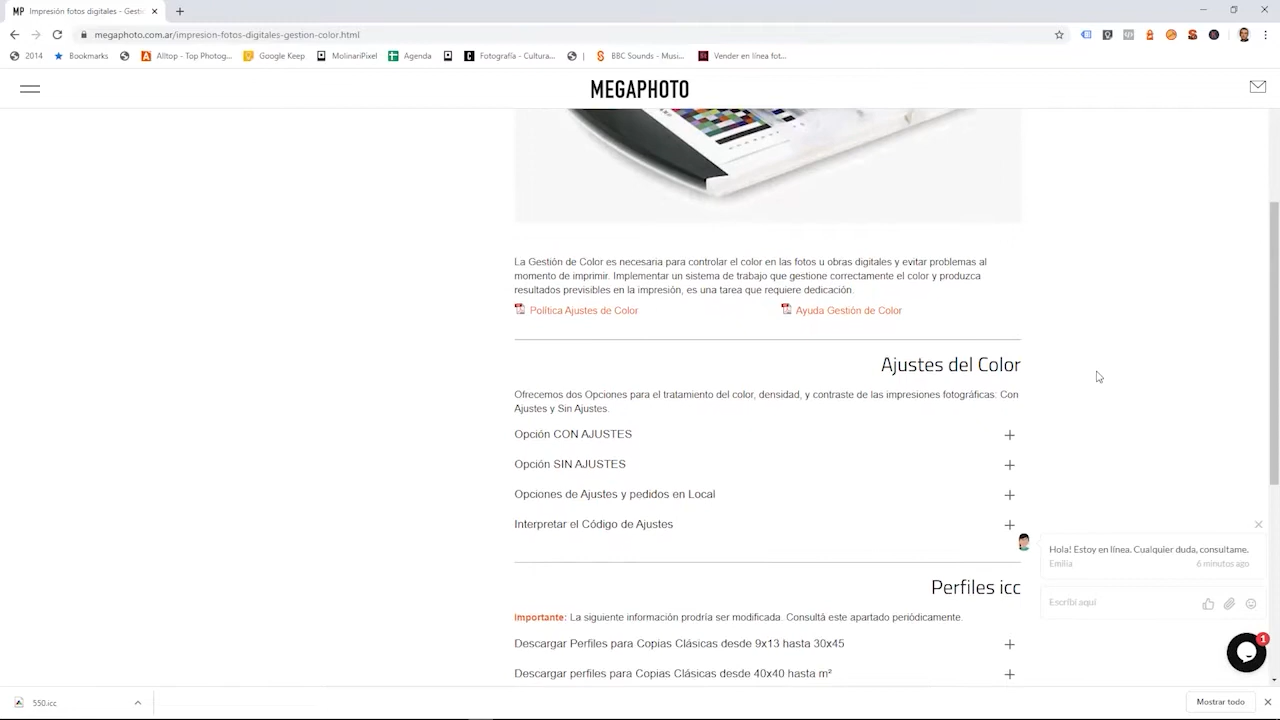 MP Impresión fotos digitales - Gestió
megaphoto.com.ar/impresion-fotos-digitales-gestion-color.html
2014 Bookmarks Alltop - Top Photog... Google Keep MolinariPixel Agenda Fotografía - Cultura... BBC Sounds - Musi... Vender en línea fot...
MEGAPHOTO
La Gestión de Color es necesaria para controlar el color en las fotos u obras digitales y evitar problemas al
momento de imprimir. Implementar un sistema de trabajo que gestione correctamente el color y produzca
resultados previsibles en la impresión, es una tarea que requiere dedicación.
Política Ajustes de Color Ayuda Gestión de Color
Ajustes del Color
Ofrecemos dos Opciones para el tratamiento del color, densidad, y contraste de las impresiones fotográficas: Con
Ajustes y Sin Ajustes.
Opción CON AJUSTES
Opción SIN AJUSTES
Opciones de Ajustes y pedidos en Local
Interpretar el Código de Ajustes
Hola! Estoy en línea. Cualquier duda, consultame.
Emilia 6 minutos ago
Escribí aquí
1
Perfiles icc
Importante: La siguiente información prodría ser modificada. Consultá este apartado periódicamente.
Descargar Perfiles para Copias Clásicas desde 9x13 hasta 30x45
Descargar perfiles para Copias Clásicas desde 40x40 hasta m²
550.icc
Mostrar todo